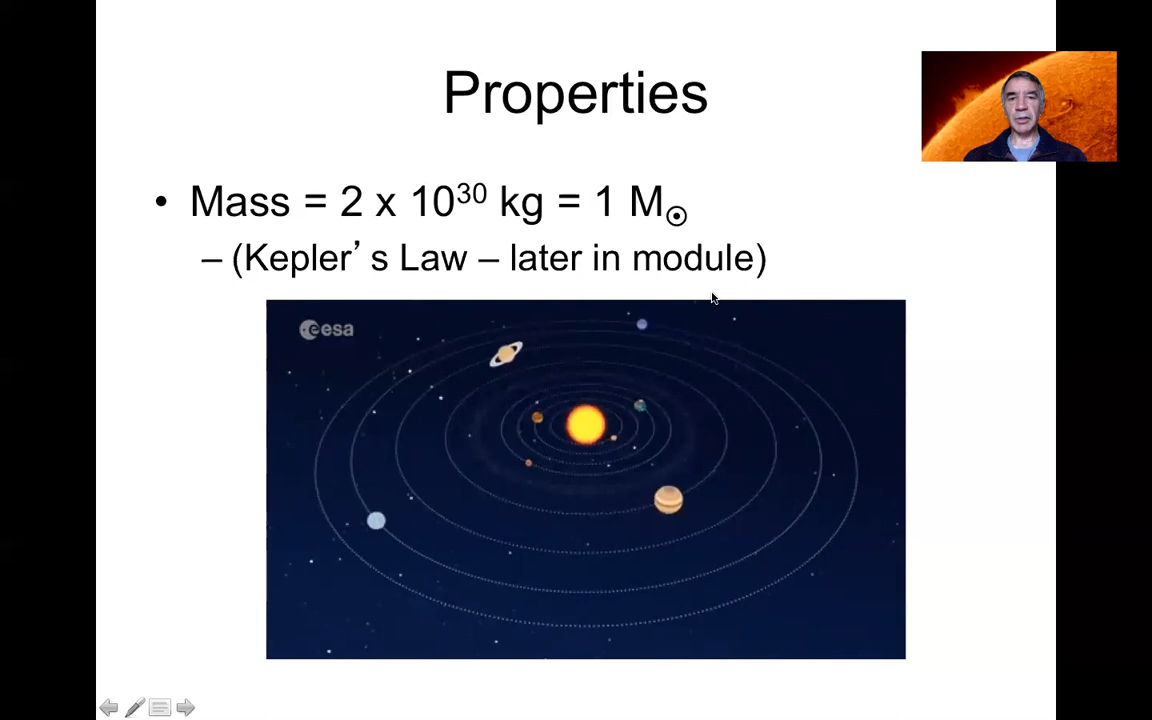 Properties
• Mass = 2 x 10³⁰ kg = 1 M☉
– (Kepler’s Law – later in module)
esa